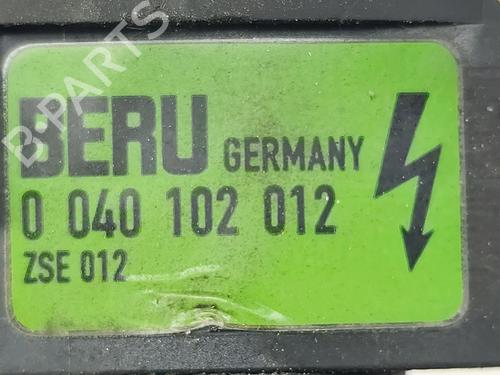 BERU GERMANY
0 040 102 012
ZSE 012
B-PARTS